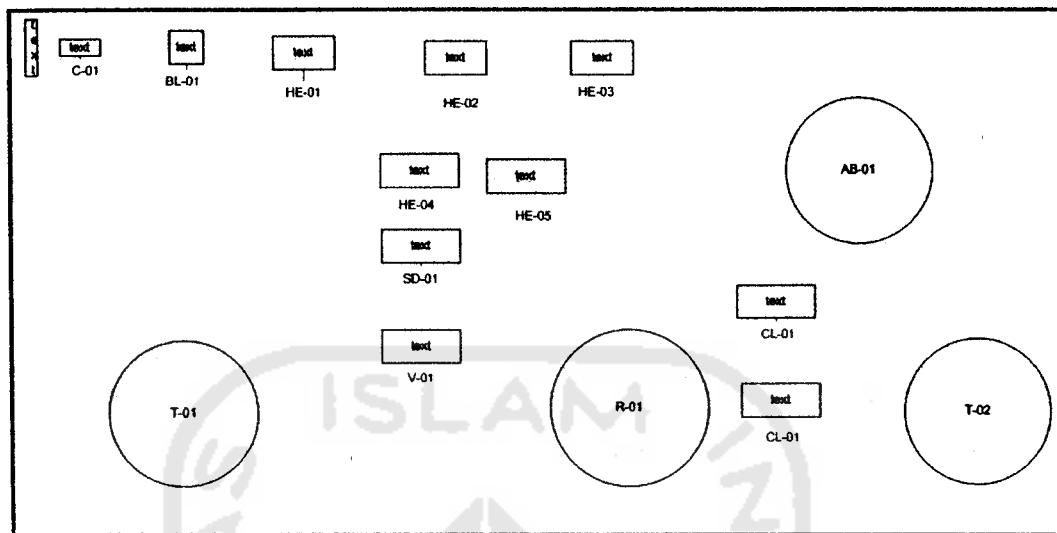 text
text text text text text
C-01 BL-01 HE-01 HE-02 HE-03
text text AB-01
HE-04 HE-05
text
SD-01
text
CL-01
text
V-01
T-01 R-01 text T-02
CL-01
ISLAM